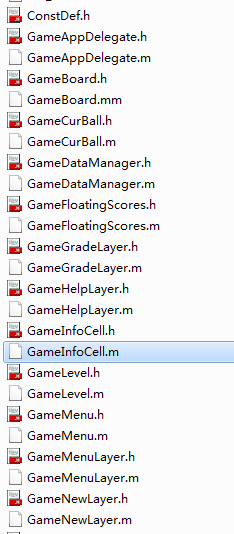 ConstDef.h
GameAppDelegate.h
GameAppDelegate.m
GameBoard.h
GameBoard.mm
GameCurBall.h
GameCurBall.m
GameDataManager.h
GameDataManager.m
GameFloatingScores.h
GameFloatingScores.m
GameGradeLayer.h
GameGradeLayer.m
GameHelpLayer.h
GameHelpLayer.m
GameInfoCell.h
GameInfoCell.m
GameLevel.h
GameLevel.m
GameMenu.h
GameMenu.m
GameMenuLayer.h
GameMenuLayer.m
GameNewLayer.h
GameNewLayer.m